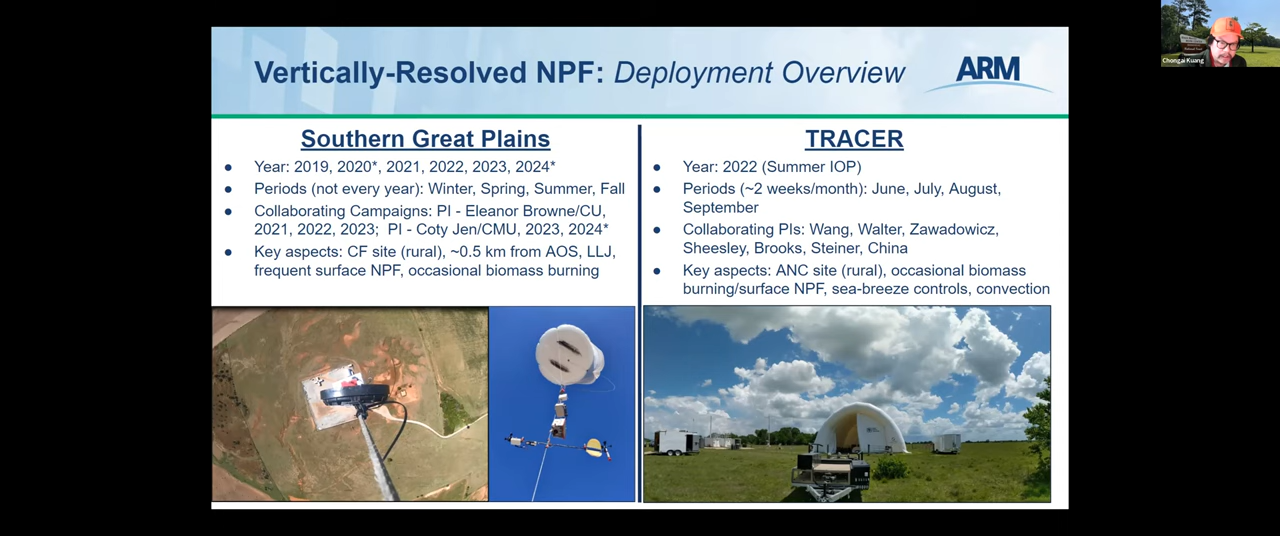 Vertically-Resolved NPF: Deployment Overview
ARM
Southern Great Plains
● Year: 2019, 2020*, 2021, 2022, 2023, 2024*
● Periods (not every year): Winter, Spring, Summer, Fall
● Collaborating Campaigns: PI - Eleanor Browne/CU,
2021, 2022, 2023; PI - Coty Jen/CMU, 2023, 2024*
● Key aspects: CF site (rural), ~0.5 km from AOS, LLJ,
frequent surface NPF, occasional biomass burning
TRACER
● Year: 2022 (Summer IOP)
● Periods (~2 weeks/month): June, July, August,
September
● Collaborating PIs: Wang, Walter, Zawadowicz,
Sheesley, Brooks, Steiner, China
● Key aspects: ANC site (rural), occasional biomass
burning/surface NPF, sea-breeze controls, convection
Chongai Kuang